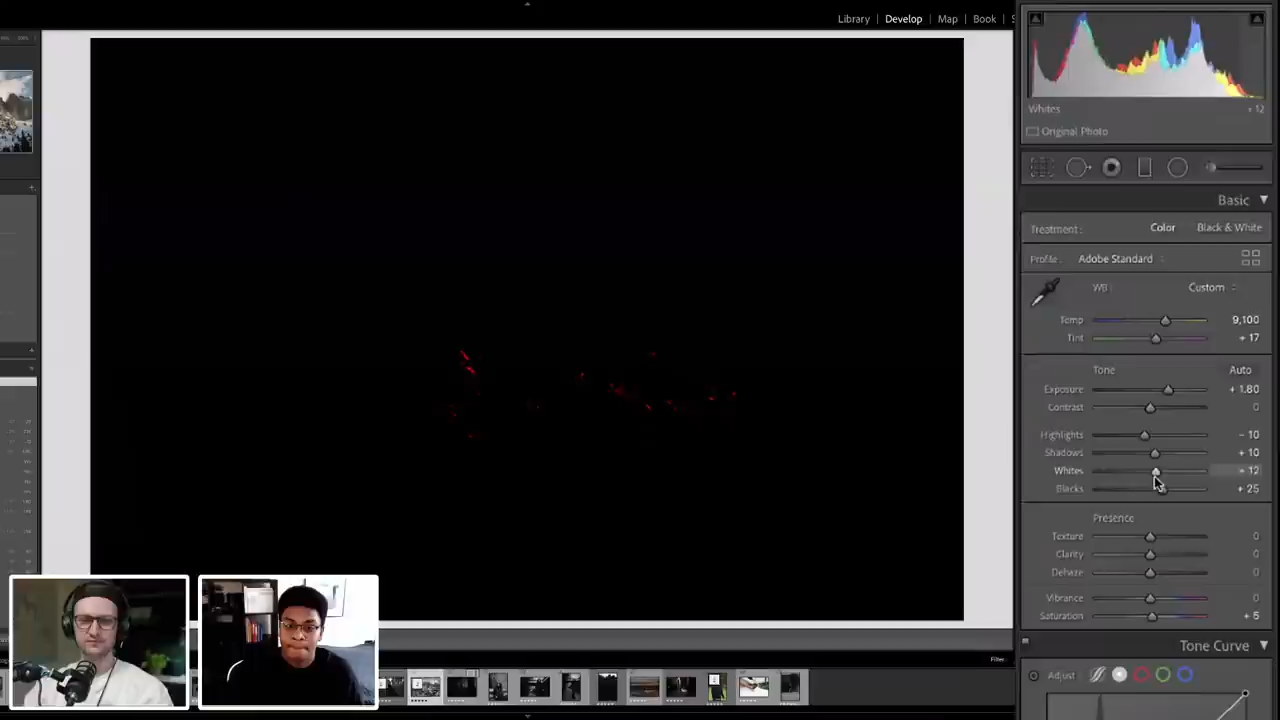 Library | Develop | Map | Book | S
Whites + 12
Original Photo
Basic
Treatment : Color Black & White
Profile : Adobe Standard
WB : Custom
Temp 9,100
Tint + 17
Tone Auto
Exposure + 1.80
Contrast 0
Highlights − 10
Shadows + 10
Whites + 12
Blacks + 25
Presence
Texture 0
Clarity 0
Dehaze 0
Vibrance 0
Saturation + 5
Filter
Tone Curve
Adjust